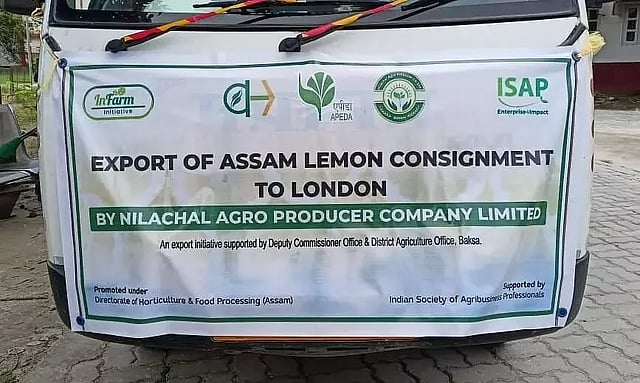 InFarm
Initiative
एपीडा
APEDA
ISAP
Enterprise4Impact
EXPORT OF ASSAM LEMON CONSIGNMENT
TO LONDON
BY NILACHAL AGRO PRODUCER COMPANY LIMITED
An export initiative supported by Deputy Commissioner Office & District Agriculture Office, Baksa.
Promoted under
Directorate of Horticulture & Food Processing (Assam)
Supported by
Indian Society of Agribusiness Professionals